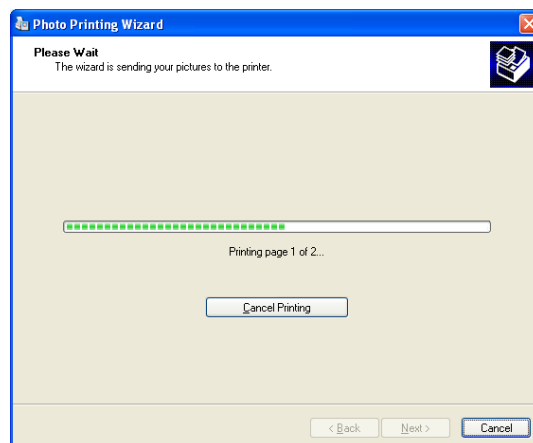 Photo Printing Wizard
Please Wait
The wizard is sending your pictures to the printer.
Printing page 1 of 2...
Cancel Printing
< Back
Next >
Cancel